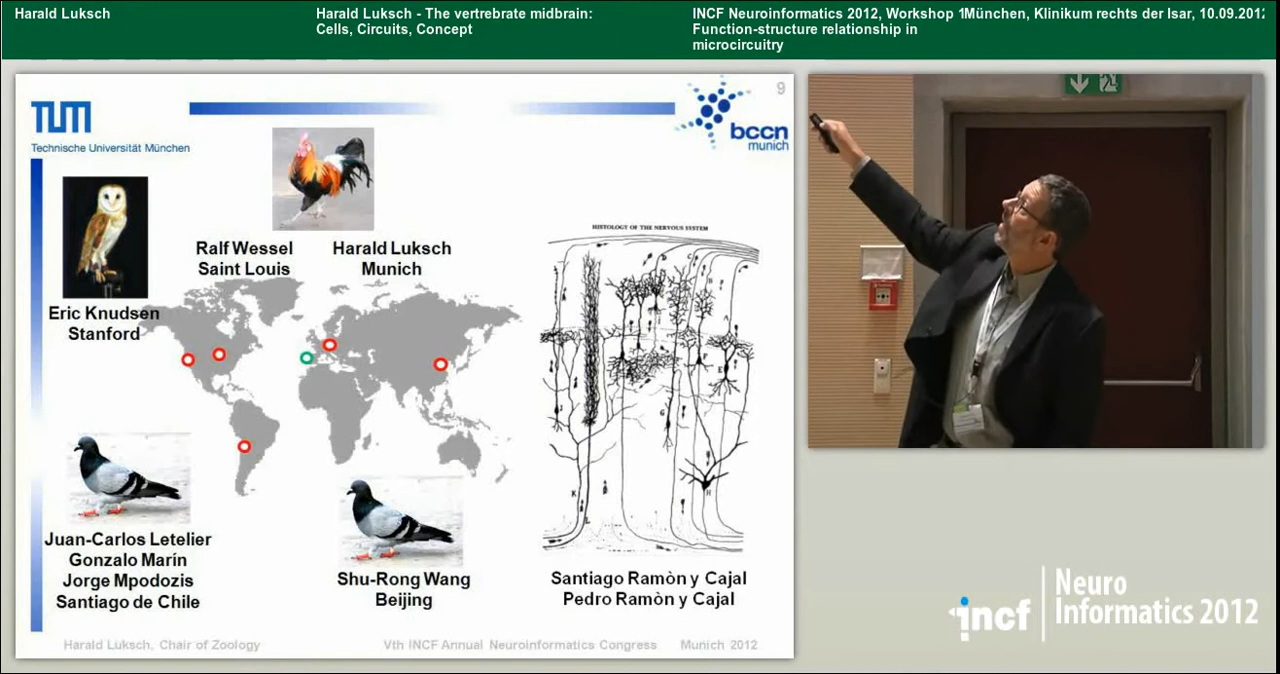 Harald Luksch
Harald Luksch - The vertrebrate midbrain:
Cells, Circuits, Concept
INCF Neuroinformatics 2012, Workshop 1München, Klinikum rechts der Isar, 10.09.2012
Function-structure relationship in
microcircuitry
9
TUM
Technische Universität München
bccn
munich
HISTOLOGY OF THE NERVOUS SYSTEM
Ralf Wessel
Saint Louis
Harald Luksch
Munich
Eric Knudsen
Stanford
Juan-Carlos Letelier
Gonzalo Marín
Jorge Mpodozis
Santiago de Chile
Shu-Rong Wang
Beijing
Santiago Ramòn y Cajal
Pedro Ramòn y Cajal
Harald Luksch, Chair of Zoology
Vth INCF Annual Neuroinformatics Congress
Munich 2012
incf
Neuro
Informatics 2012